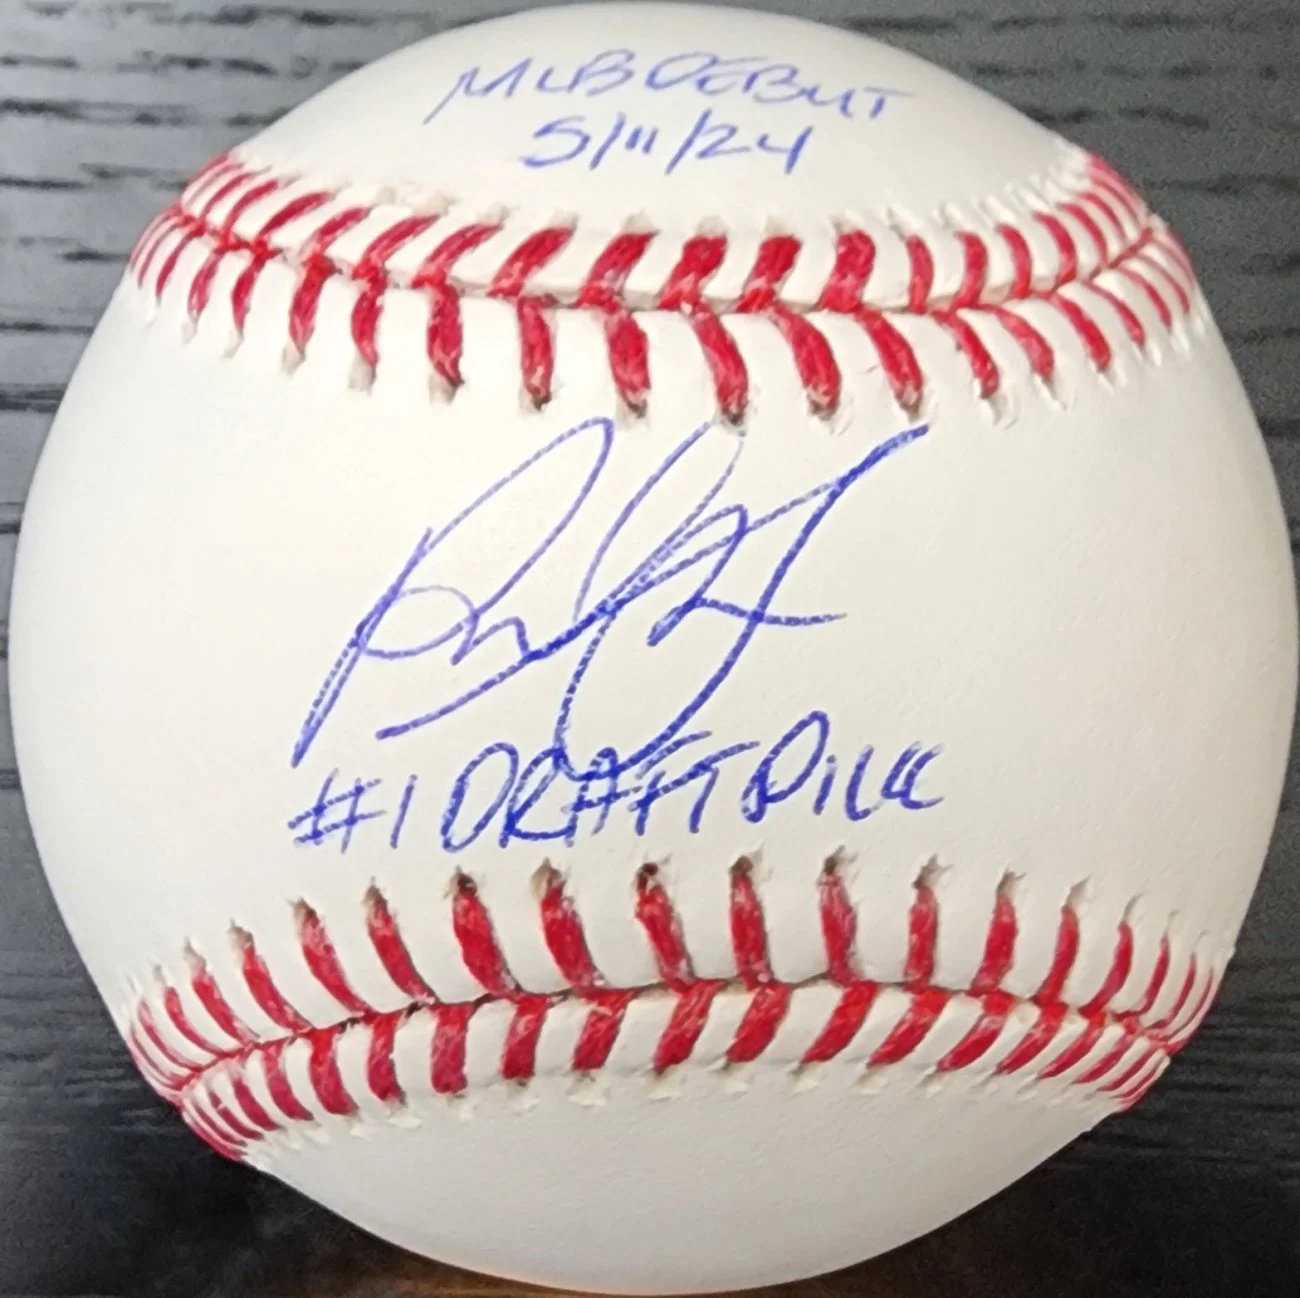 MLB DEBUT
5/11/24
#1 DRAFT PICK